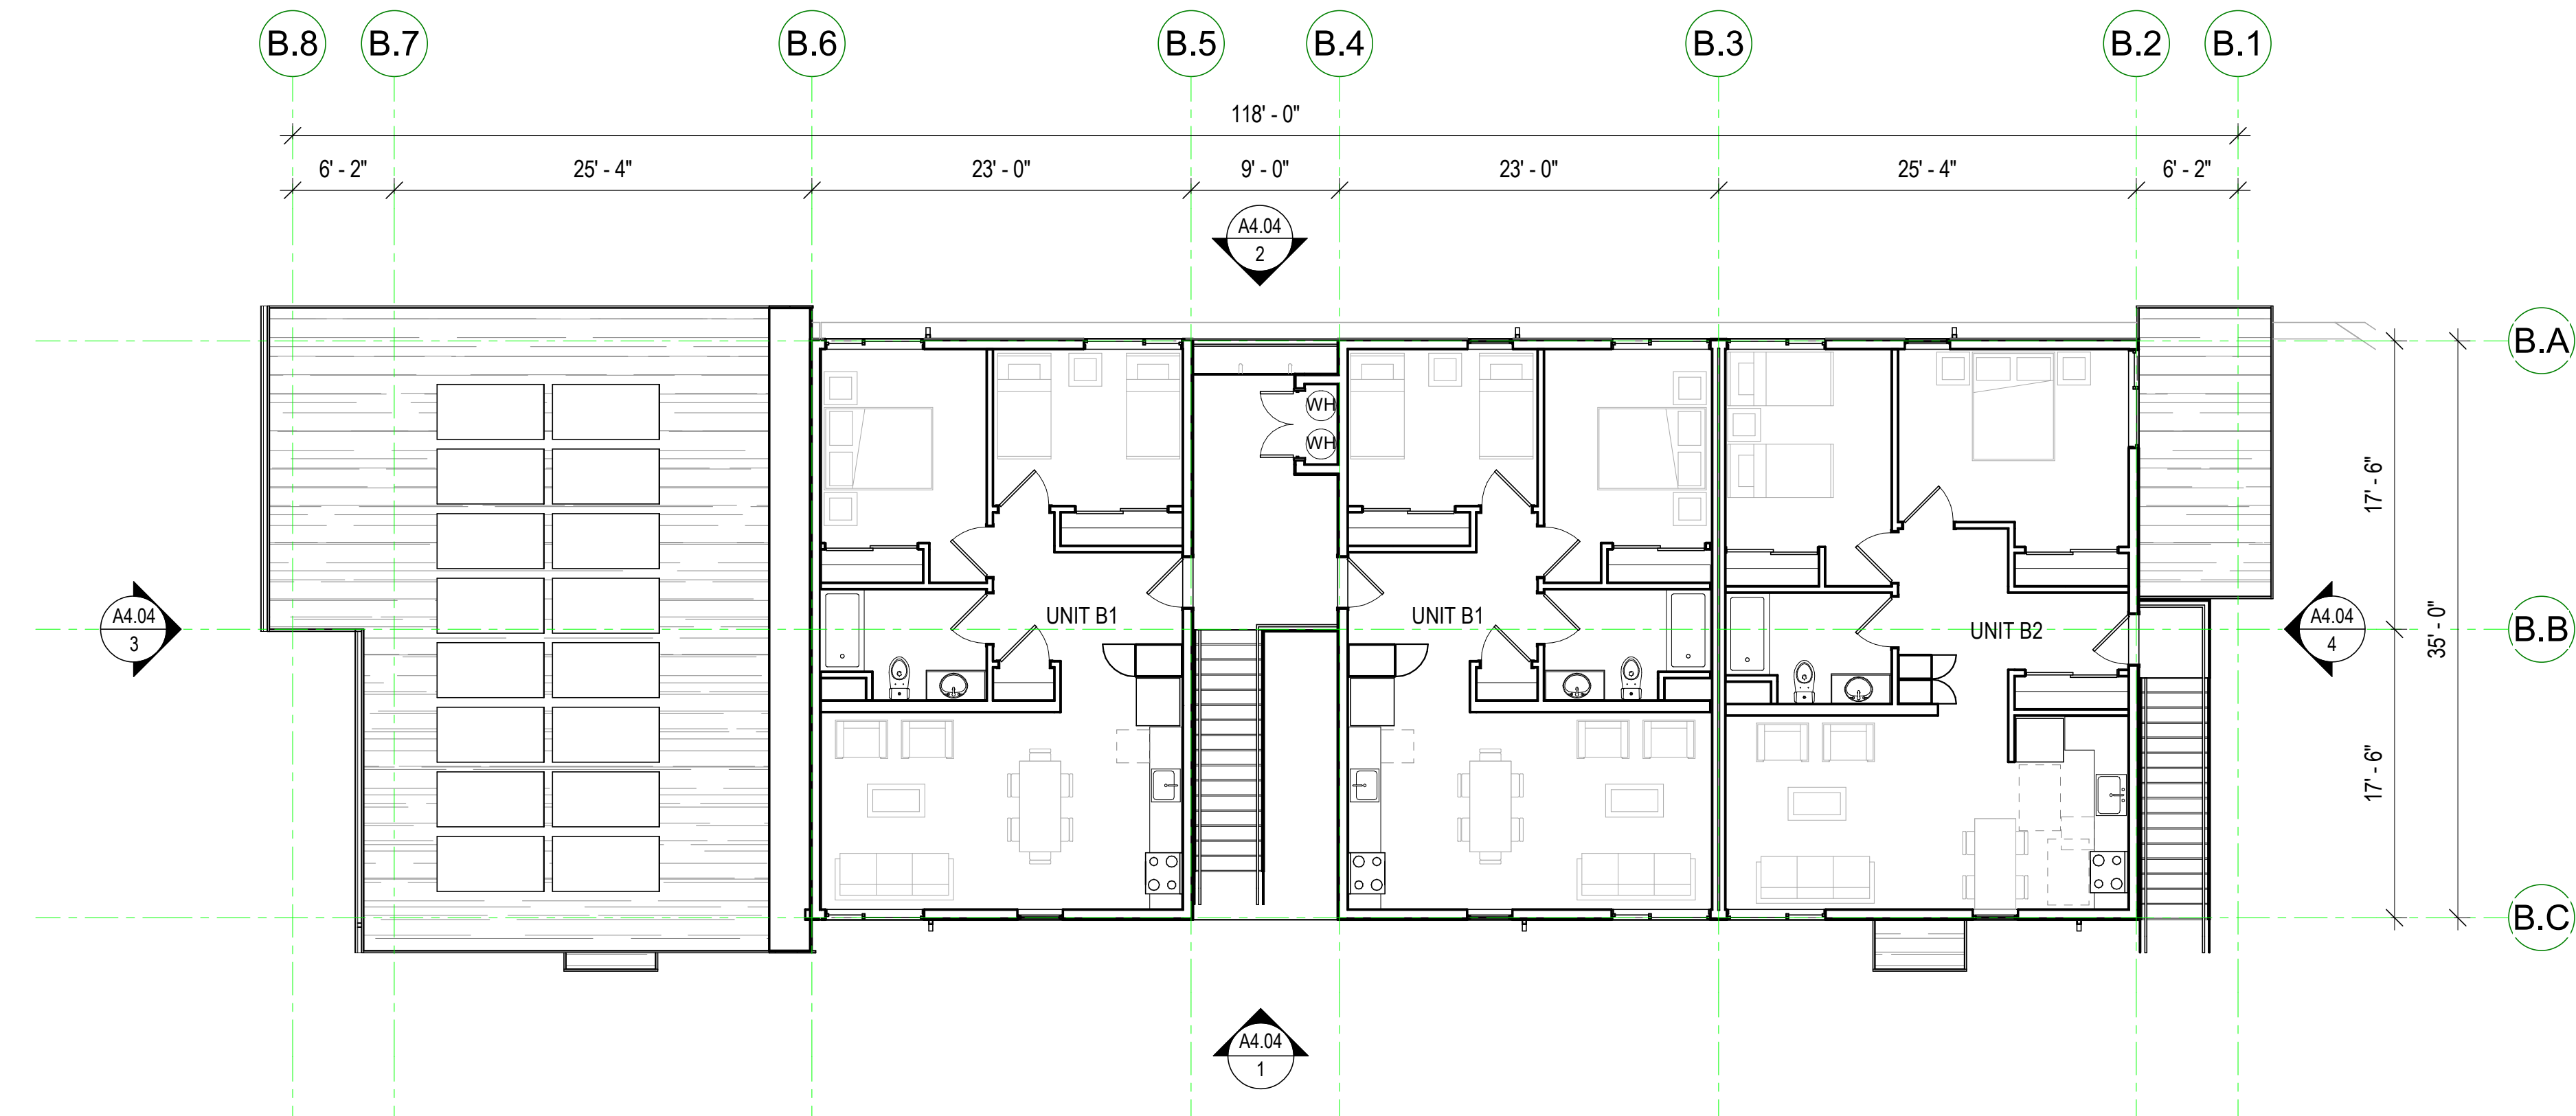 B.8 B.7 B.6 B.5 B.4 B.3 B.2 B.1
118' - 0"
6' - 2" 25' - 4" 23' - 0" 9' - 0" 23' - 0" 25' - 4" 6' - 2"
A4.04
2
B.A
WH
WH
17' - 6"
A4.04
3
UNIT B1
UNIT B1
UNIT B2
A4.04
4
35' - 0"
B.B
17' - 6"
B.C
A4.04
1